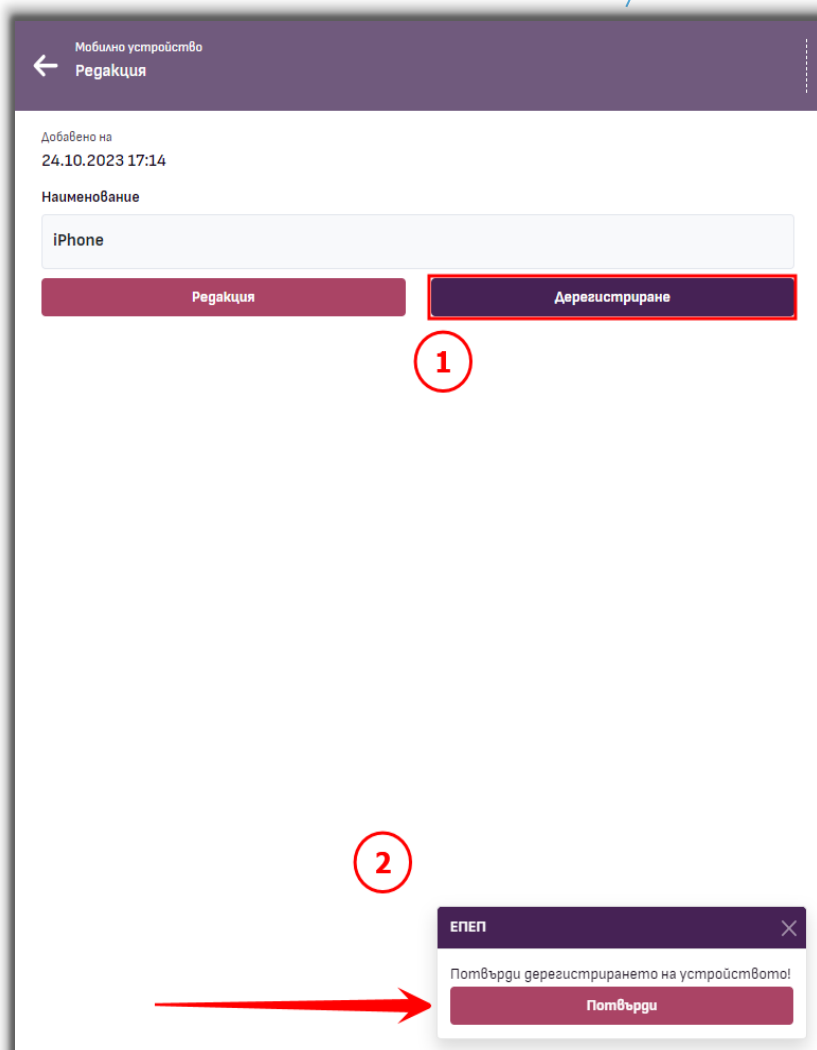 Мобилно устройство
Редакция
Добавено на
24.10.2023 17:14
Наименование
iPhone
Редакция
Дерегистриране
1
2
ЕПЕП
Потвърди дерегистрирането на устройството!
Потвърди